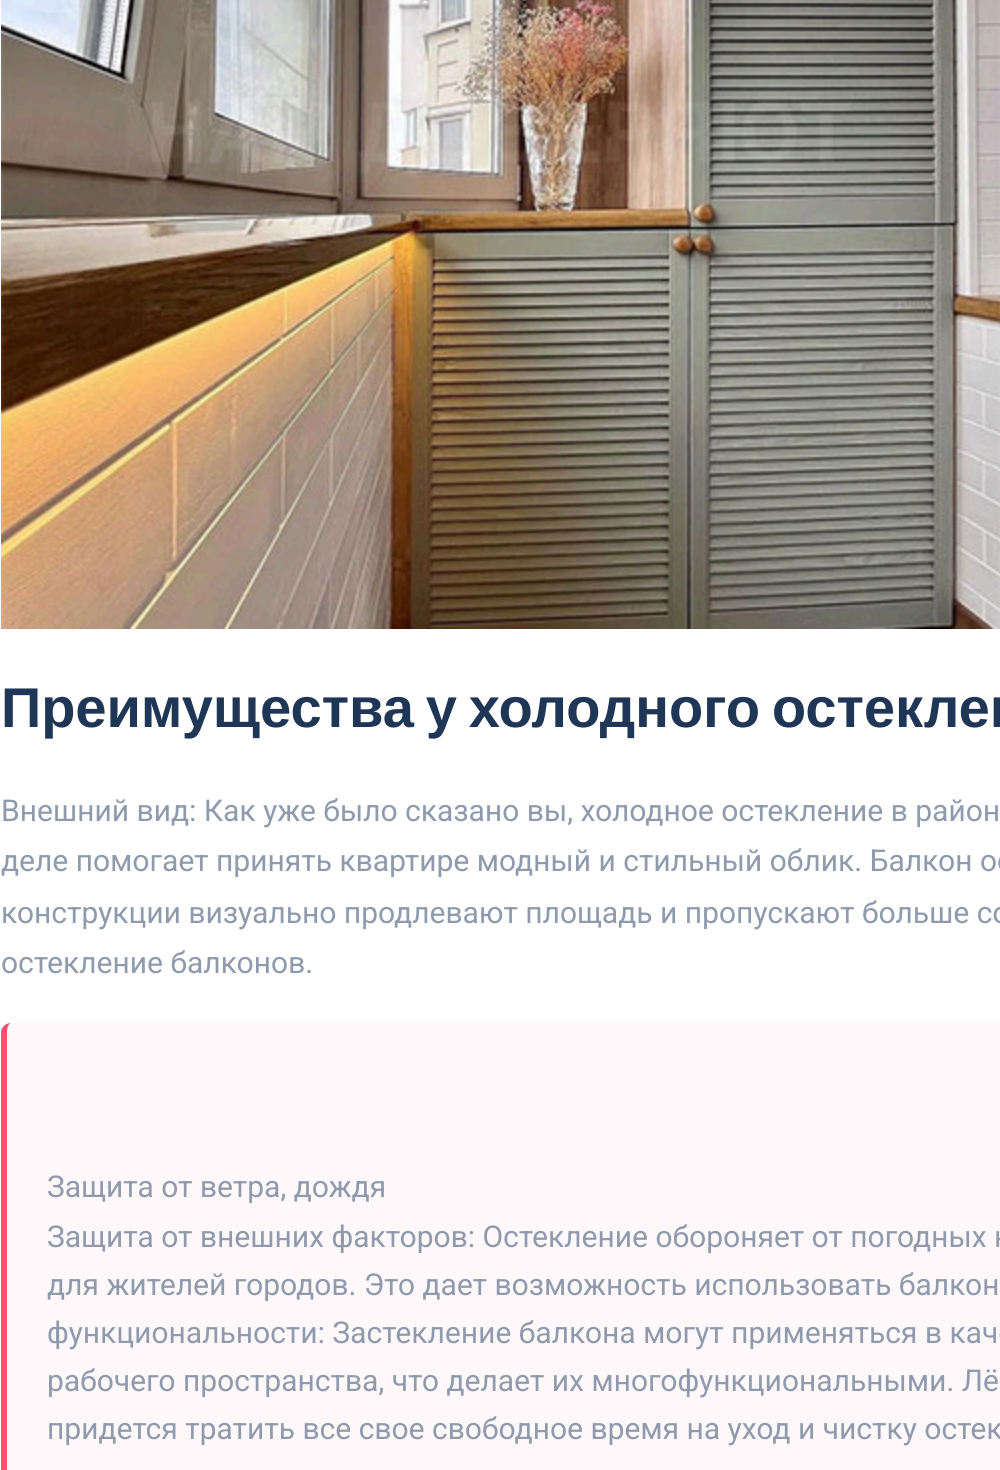 Преимущества у холодного остекле
Внешний вид: Как уже было сказано вы, холодное остекление в район
деле помогает принять квартире модный и стильный облик. Балкон ос
конструкции визуально продлевают площадь и пропускают больше со
остекление балконов.
Защита от ветра, дождя
Защита от внешних факторов: Остекление обороняет от погодных
для жителей городов. Это дает возможность использовать балкон
функциональности: Застекление балкона могут применяться в каче
рабочего пространства, что делает их многофункциональными. Лё
придется тратить все свое свободное время на уход и чистку остек